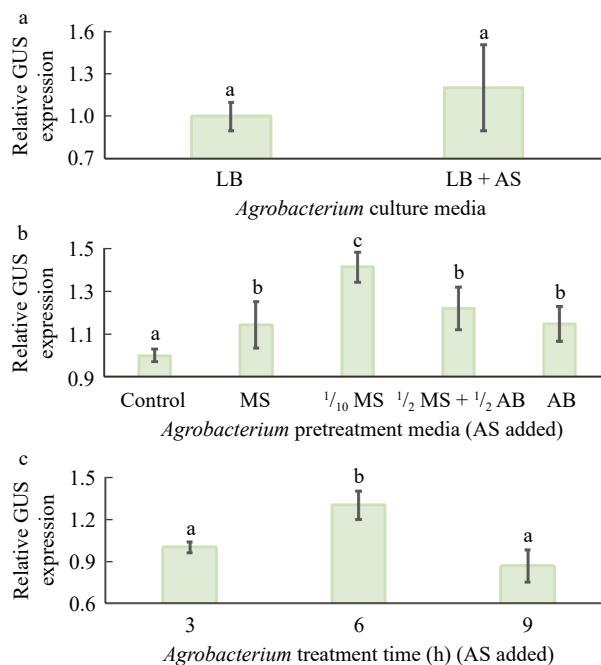 a
Relative GUS
expression
1.6
1.3
1.0
0.7
a
a
LB
LB + AS
Agrobacterium culture media
b
Relative GUS
expression
1.5
1.3
1.1
0.9
a
b
c
b
b
Control
MS
1/10 MS
1/2 MS + 1/2 AB
AB
Agrobacterium pretreatment media (AS added)
c
Relative GUS
expression
1.5
1.2
0.9
0.6
a
b
a
3
6
9
Agrobacterium treatment time (h) (AS added)